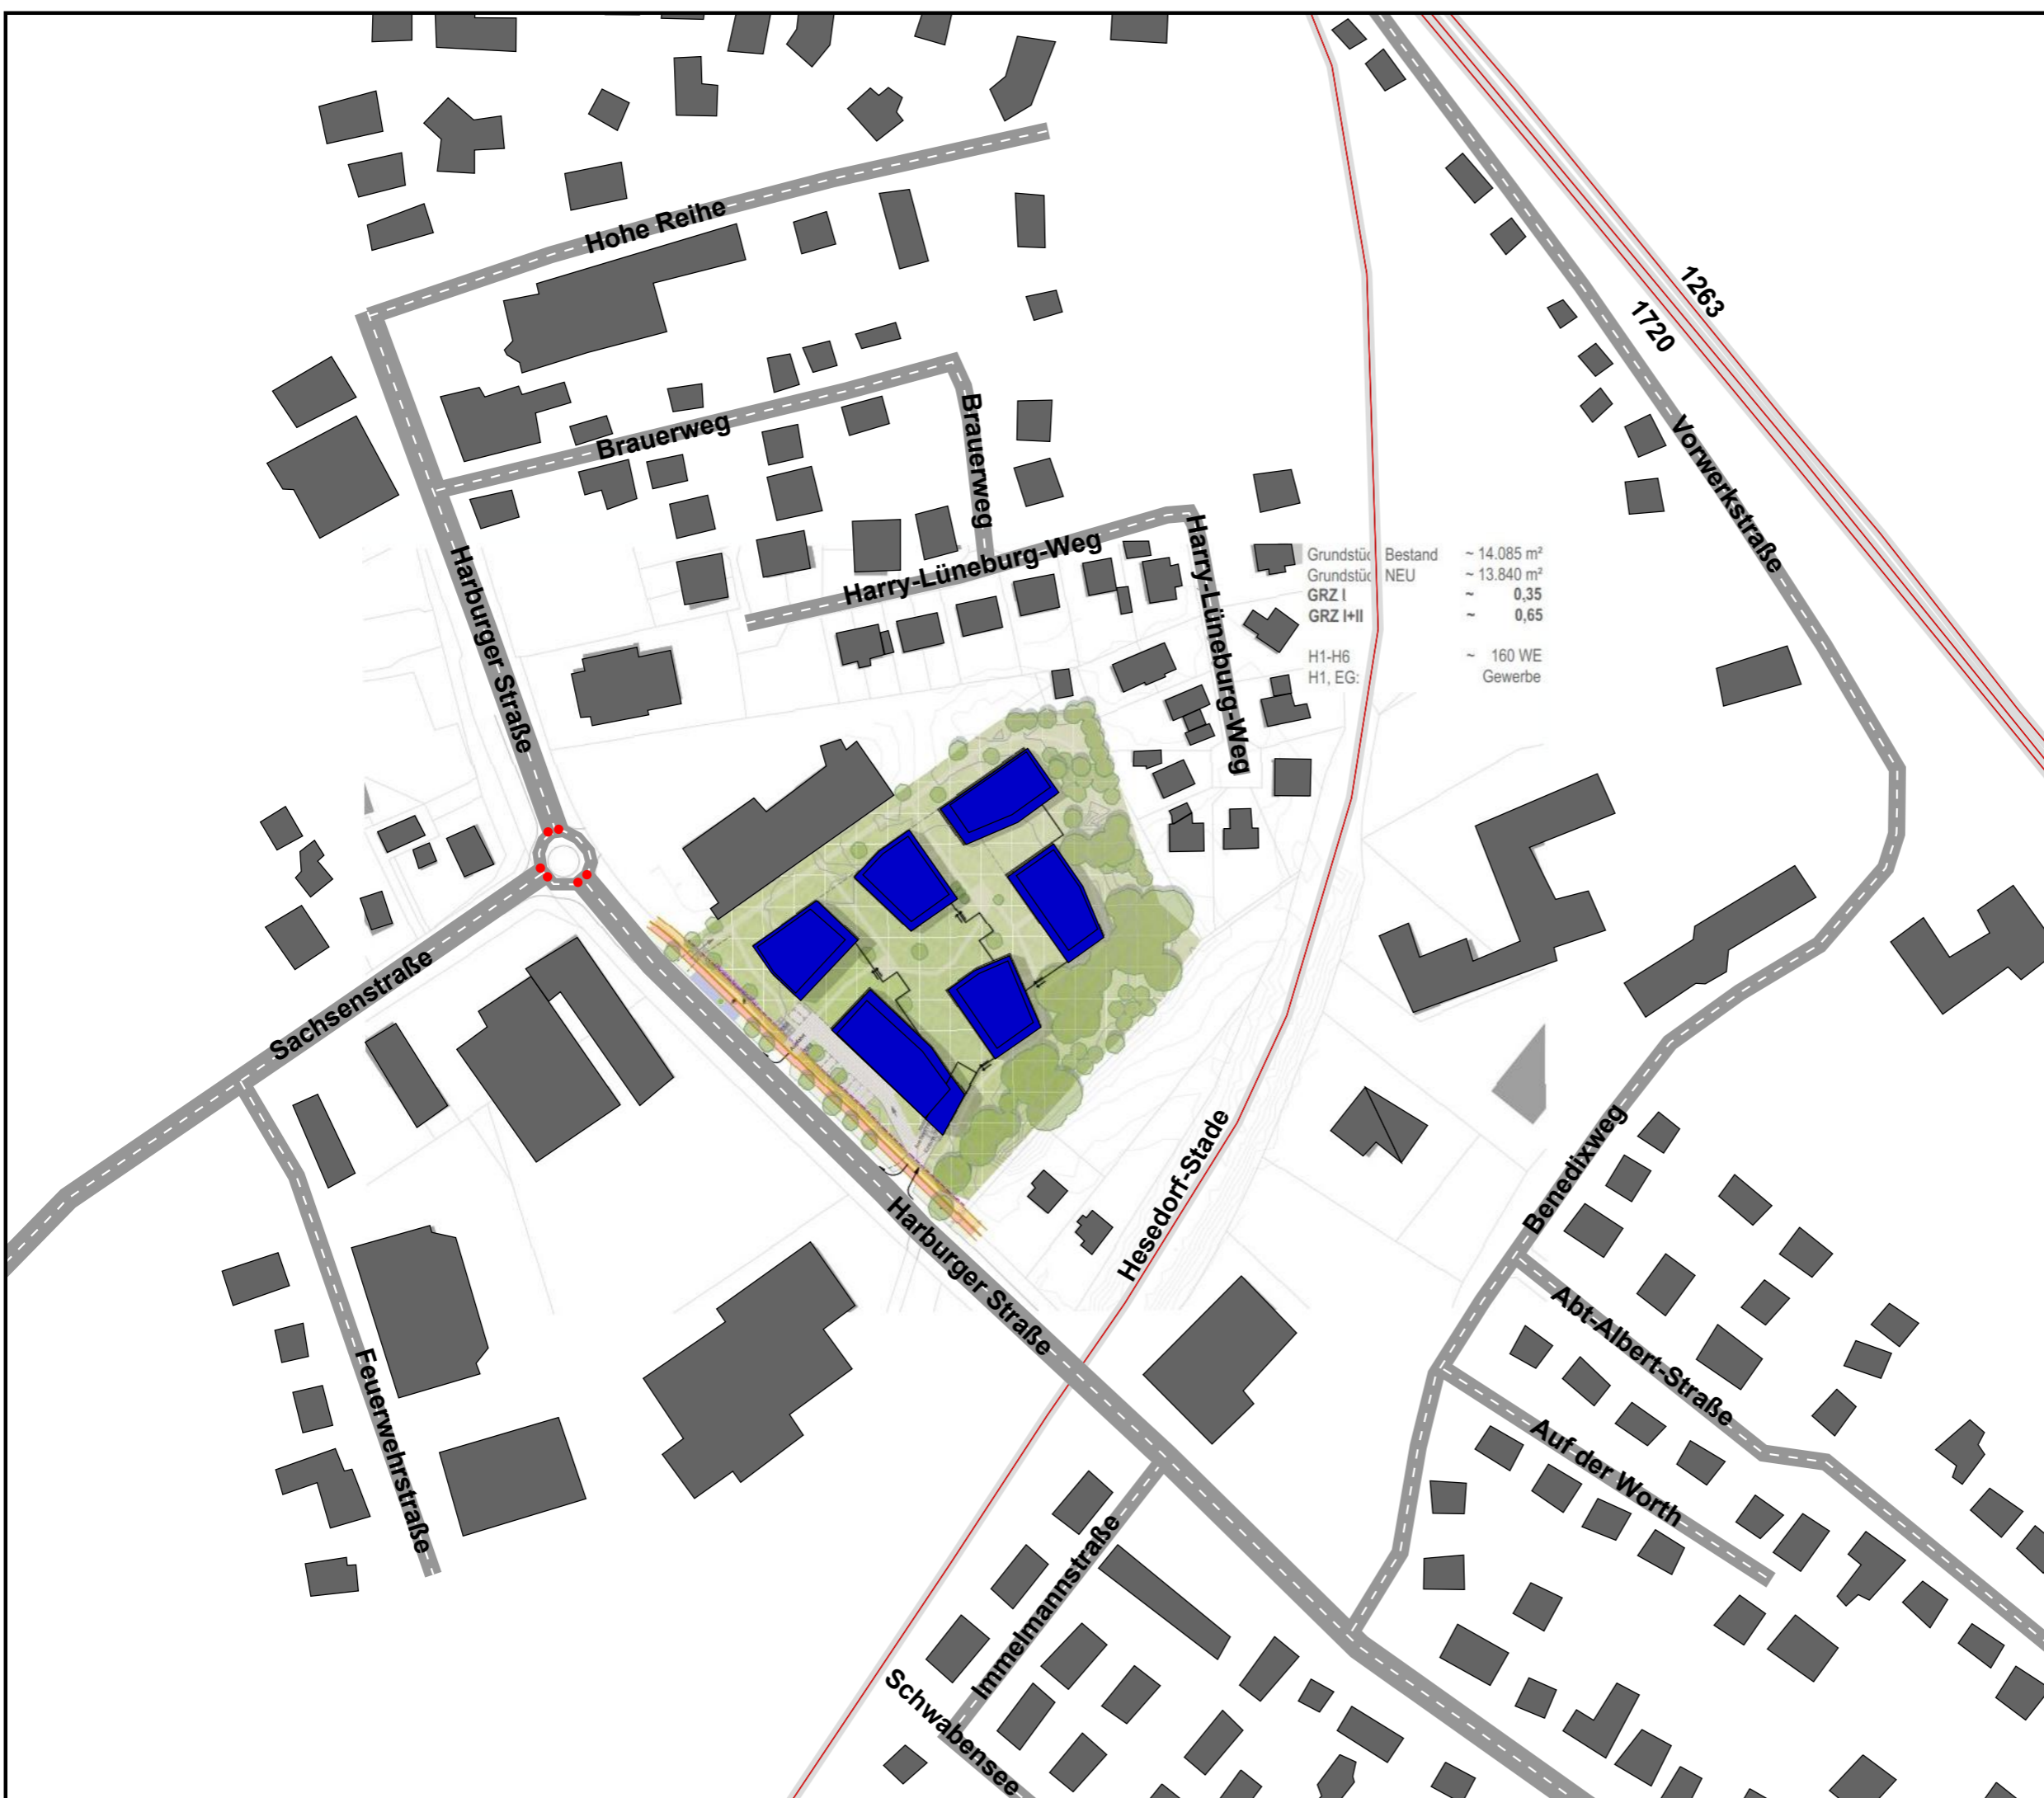 Hohe Reihe
1263
1720
Brauerweg
Brauerweg
Vorwerkstraße
Harburger Straße
Harry-Lüneburg-Weg
Harry-Lüneburg-Weg
Grundstüc Bestand ~ 14.085 m²
Grundstüc NEU ~ 13.840 m²
GRZ I ~ 0,35
GRZ I+II ~ 0,65
H1-H6 ~ 160 WE
H1, EG: Gewerbe
Sachsenstraße
Hesedorf-Stade
Benedixweg
Harburger Straße
Abt-Albert-Straße
Feuerwehrstraße
Auf der Worth
Immelmannstraße
Schwabensee